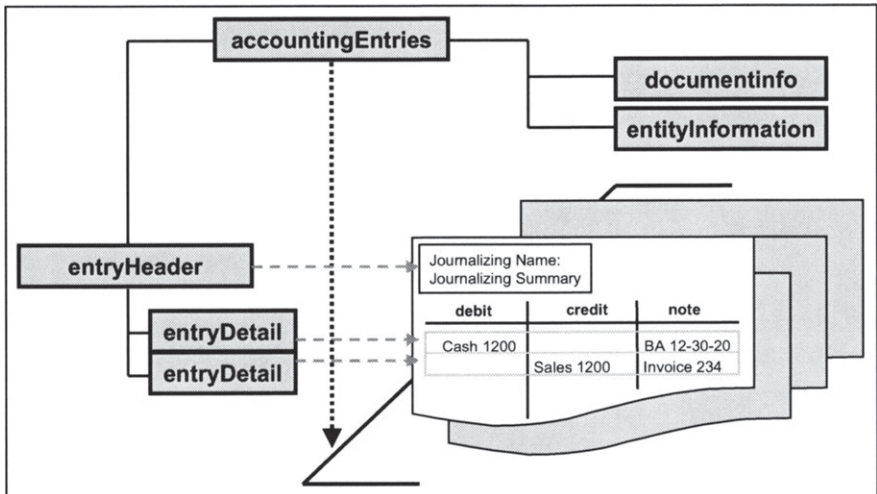 accountingEntries
documentinfo
entityInformation
entryHeader
Journalizing Name:
Journalizing Summary
debit credit note
entryDetail
Cash 1200 BA 12-30-20
entryDetail
Sales 1200 Invoice 234